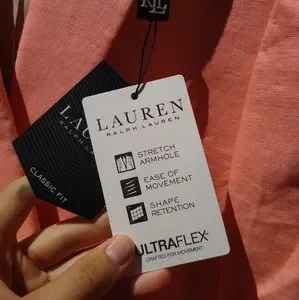 RL
LAUREN
RALPH LAUREN
CLASSIC FIT
LAUREN
RALPH LAUREN
STRETCH
ARMHOLE
EASE OF
MOVEMENT
SHAPE
RETENTION
ULTRAFLEX
CRAFTED FOR MOVEMENT